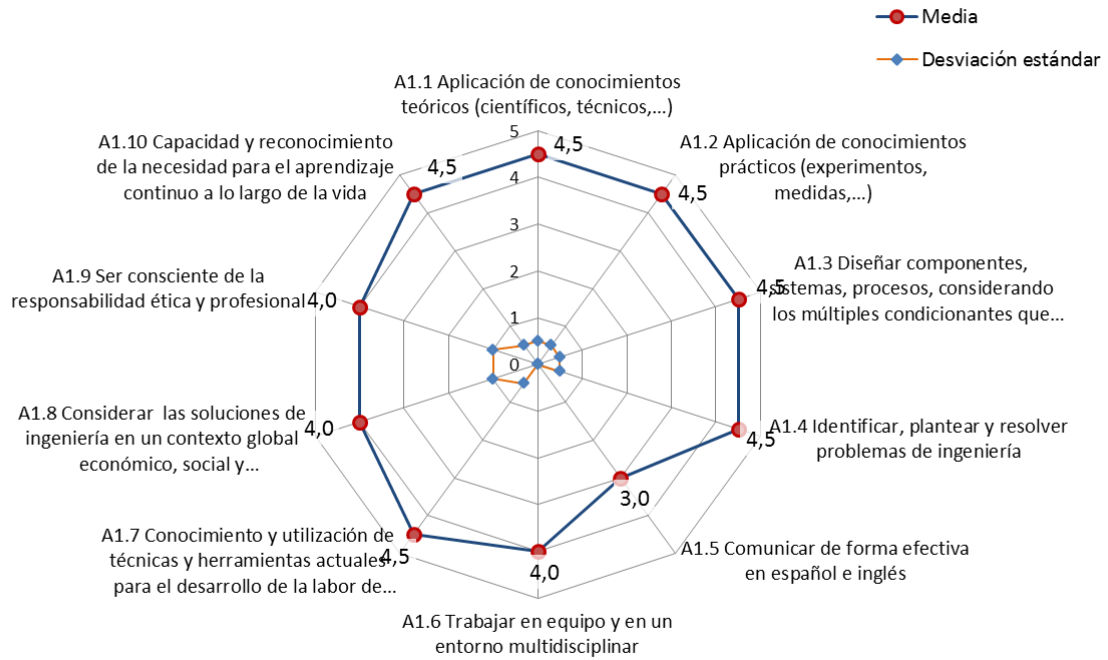 Media
Desviación estándar
A1.1 Aplicación de conocimientos
teóricos (científicos, técnicos,...)
A1.2 Aplicación de conocimientos
prácticos (experimentos,
medidas,...)
A1.3 Diseñar componentes,
sistemas, procesos, considerando
los múltiples condicionantes que...
A1.4 Identificar, plantear y resolver
problemas de ingeniería
A1.5 Comunicar de forma efectiva
en español e inglés
A1.6 Trabajar en equipo y en un
entorno multidisciplinar
A1.7 Conocimiento y utilización de
técnicas y herramientas actuales
para el desarrollo de la labor de...
A1.8 Considerar las soluciones de
ingeniería en un contexto global
económico, social y...
A1.9 Ser consciente de la
responsabilidad ética y profesional
A1.10 Capacidad y reconocimiento
de la necesidad para el aprendizaje
continuo a lo largo de la vida
5
4
3
2
1
0
4,5
4,5
4,5
4,5
3,0
4,0
4,5
4,0
4,0
4,5